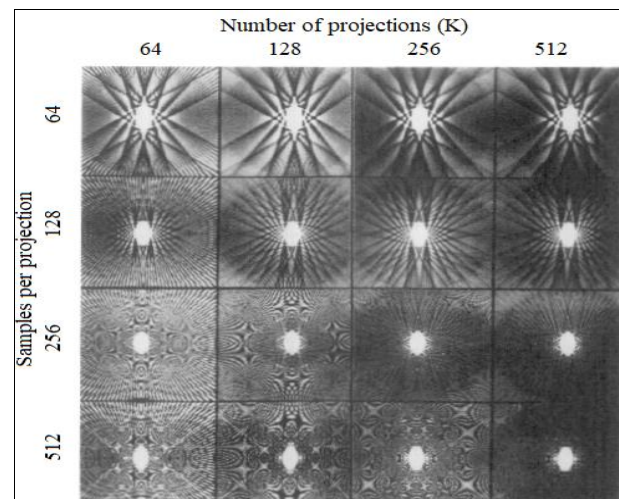 Number of projections (K)
64 128 256 512
Samples per projection
64
128
256
512